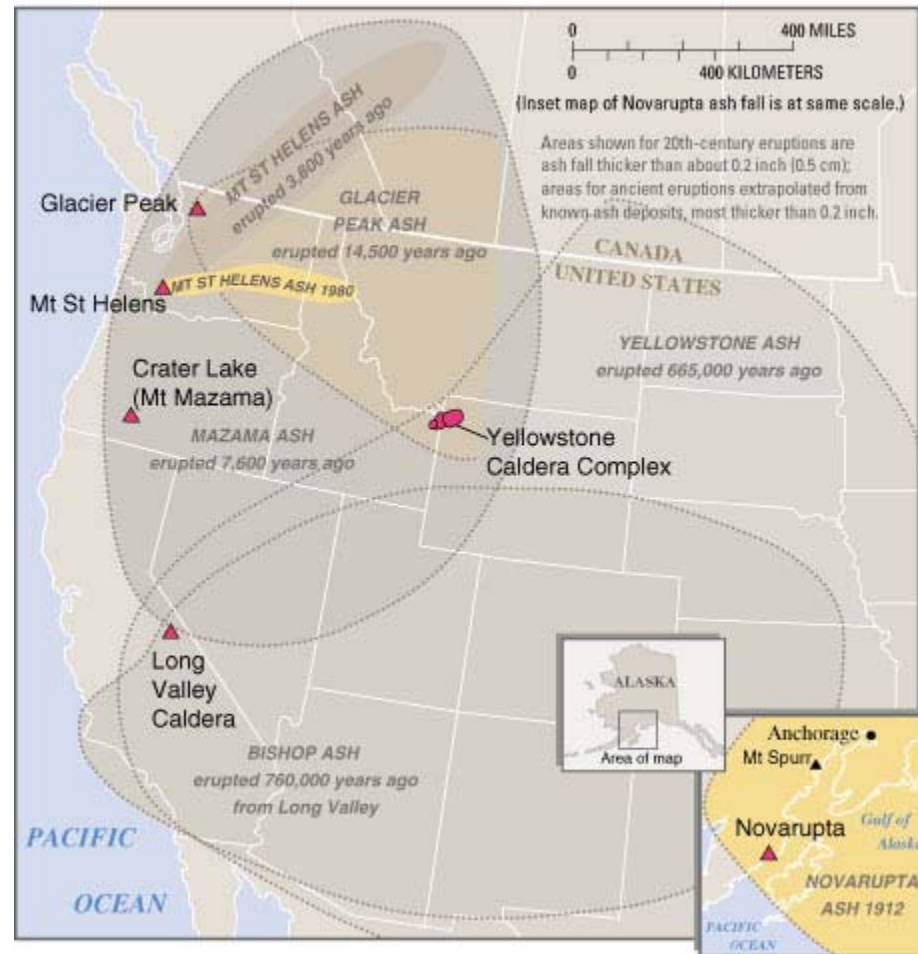 0 400 MILES
0 400 KILOMETERS
(Inset map of Novarupta ash fall is at same scale.)
Areas shown for 20th-century eruptions are
ash fall thicker than about 0.2 inch (0.5 cm);
areas for ancient eruptions extrapolated from
known ash deposits, most thicker than 0.2 inch.
MT ST HELENS ASH
erupted 3,800 years ago
Glacier Peak
GLACIER
PEAK ASH
erupted 14,500 years ago
CANADA
UNITED STATES
MT ST HELENS ASH 1980
Mt St Helens
YELLOWSTONE ASH
erupted 665,000 years ago
Crater Lake
(Mt Mazama)
MAZAMA ASH
erupted 7,600 years ago
Yellowstone
Caldera Complex
Long
Valley
Caldera
ALASKA
Area of map
BISHOP ASH
erupted 760,000 years ago
from Long Valley
Anchorage
Mt Spurr
Novarupta
Gulf of
Alaska
NOVARUPTA
ASH 1912
PACIFIC
OCEAN
PACIFIC
OCEAN